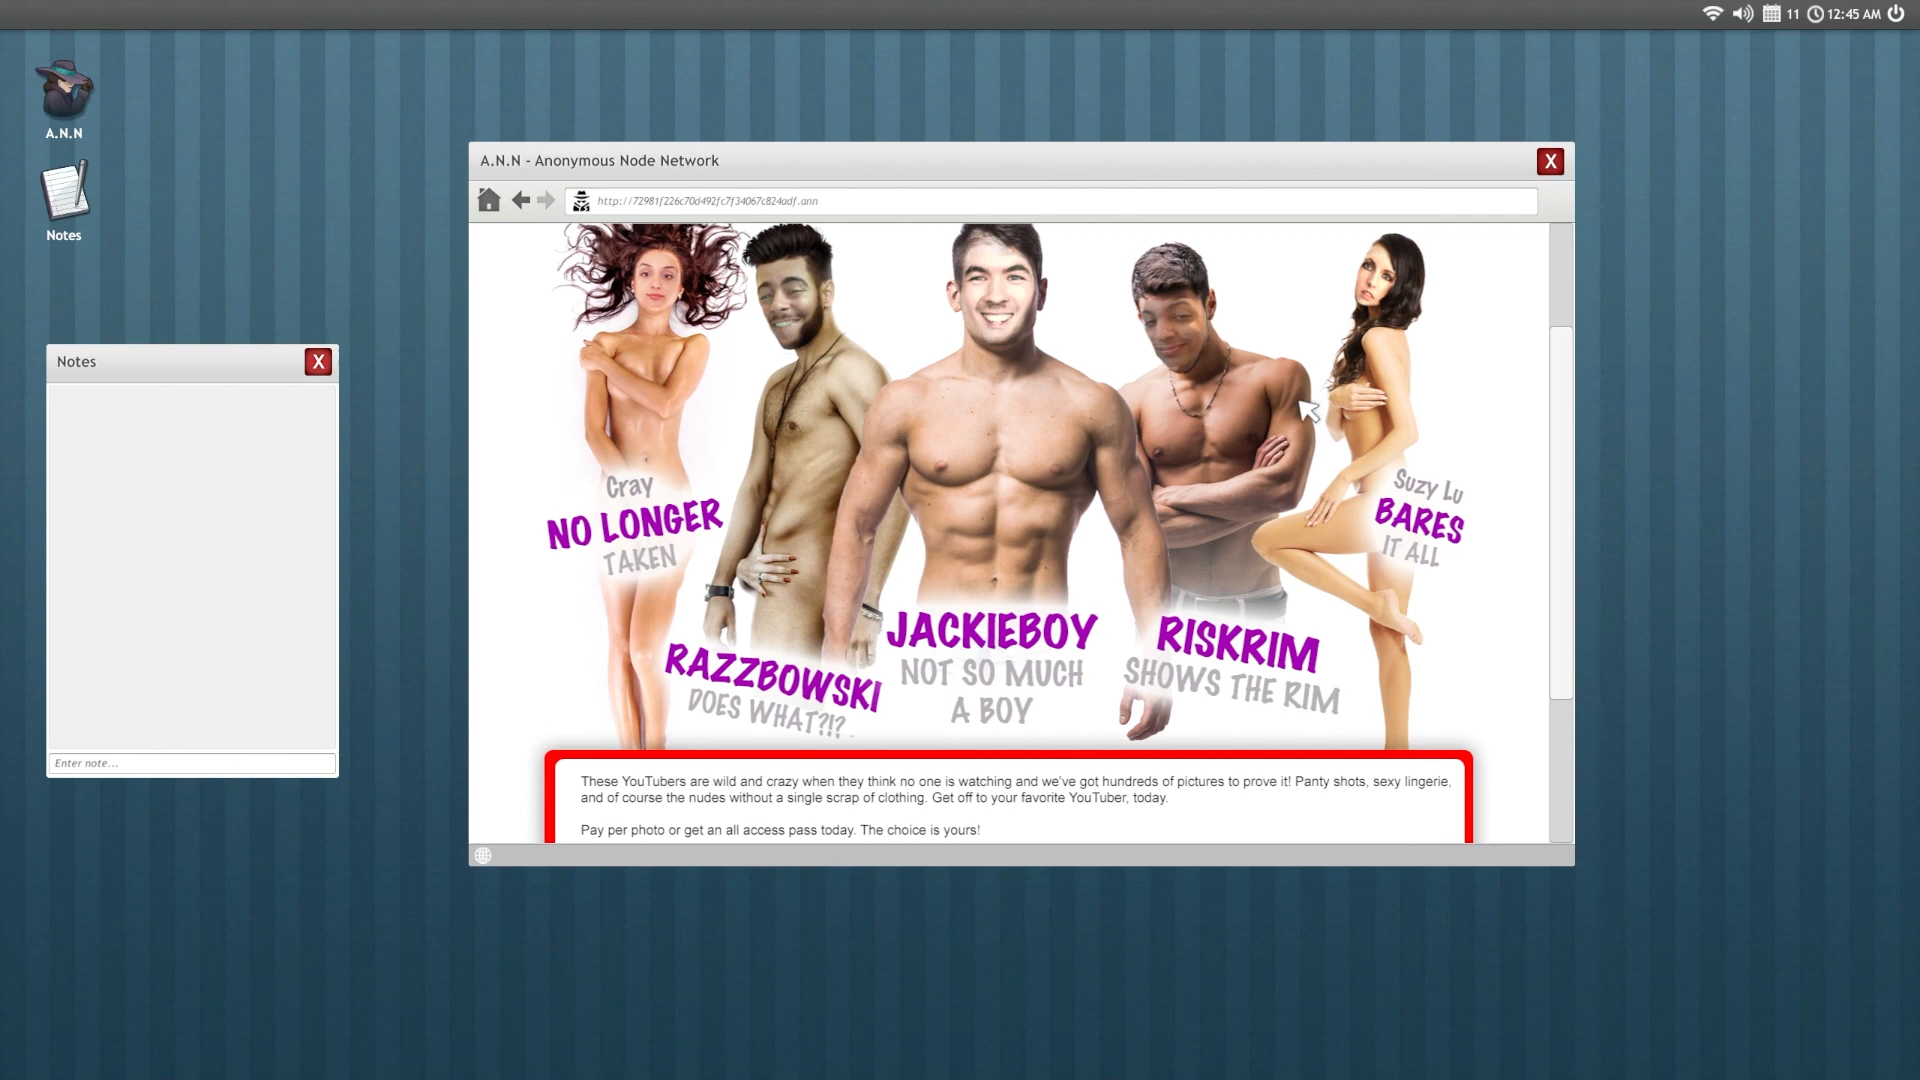 11
12:45 AM
A.N.N
Notes
A.N.N - Anonymous Node Network
X
http://72981f226c70d492fc7f34067c824adf.ann
Notes
X
Enter note...
Cray
NO LONGER
TAKEN
RAZZBOWSKI
DOES WHAT?!?
JACKIEBOY
NOT SO MUCH
A BOY
RISKRIM
SHOWS THE RIM
Suzy Lu
BARES
IT ALL
These YouTubers are wild and crazy when they think no one is watching and we've got hundreds of pictures to prove it! Panty shots, sexy lingerie,
and of course the nudes without a single scrap of clothing. Get off to your favorite YouTuber, today.
Pay per photo or get an all access pass today. The choice is yours!